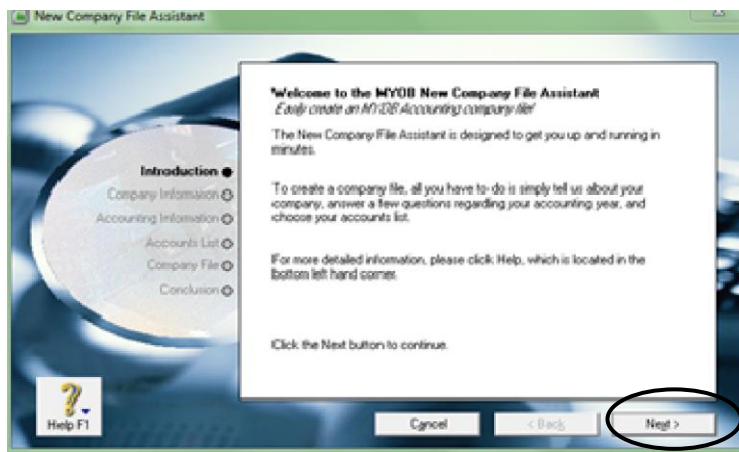 New Company File Assistant
Welcome to the MYOB New Company File Assistant
Easily create an MYOB Accounting company file!
The New Company File Assistant is designed to get you up and running in
minutes.
To create a company file, all you have to do is simply tell us about your
company, answer a few questions regarding your accounting year, and
choose your accounts list.
For more detailed information, please click Help, which is located in the
bottom left hand corner.
Click the Next button to continue.
Introduction
Company Information
Accounting Information
Accounts List
Company File
Conclusion
Help F1
Cancel
< Back
Next >